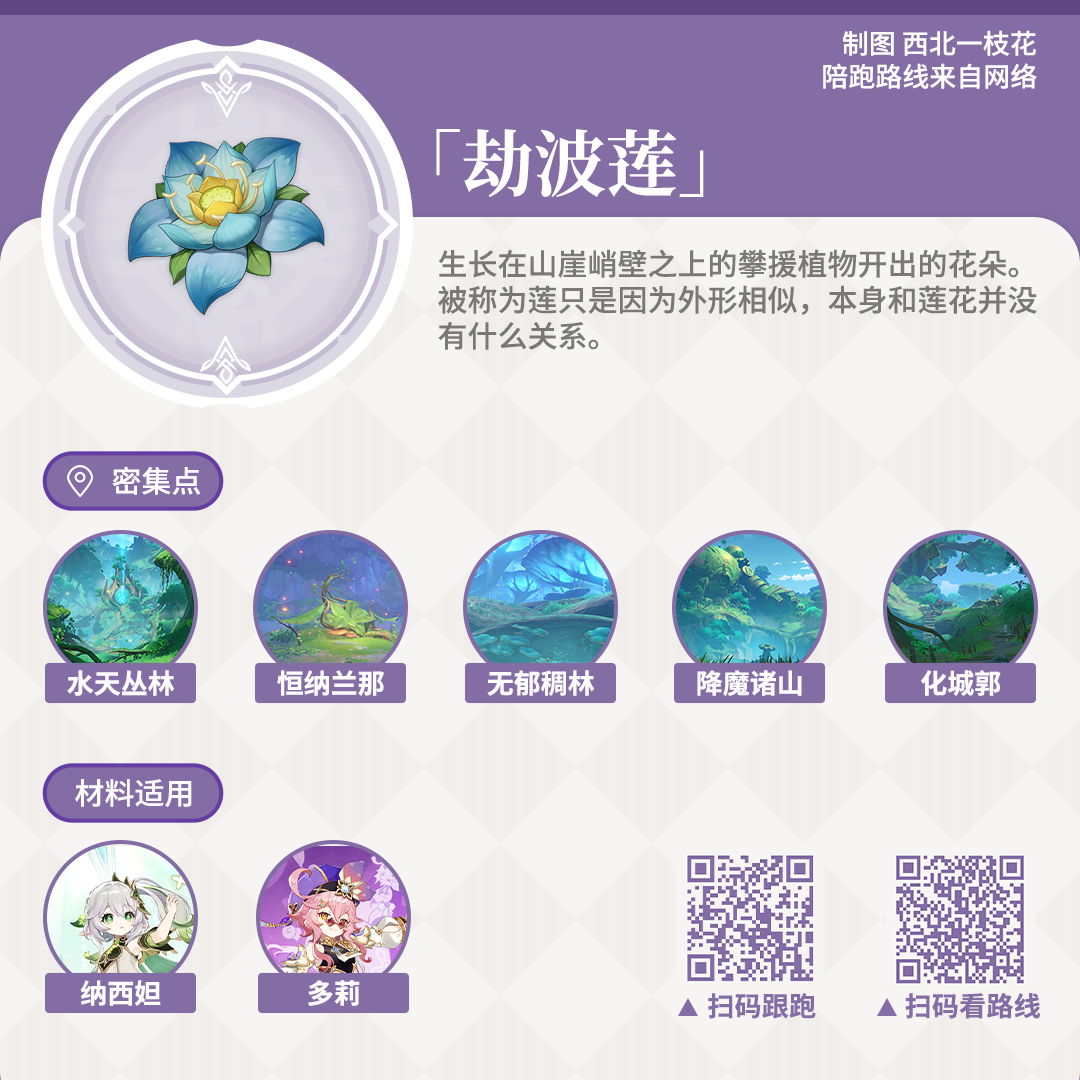 制图 西北一枝花
陪跑路线来自网络
「劫波莲」
生长在山崖峭壁之上的攀援植物开出的花朵。
被称为莲只是因为外形相似，本身和莲花并没
有什么关系。
密集点
水天丛林
恒纳兰那
无郁稠林
降魔诸山
化城郭
材料适用
纳西妲
多莉
▲ 扫码跟跑
▲ 扫码看路线